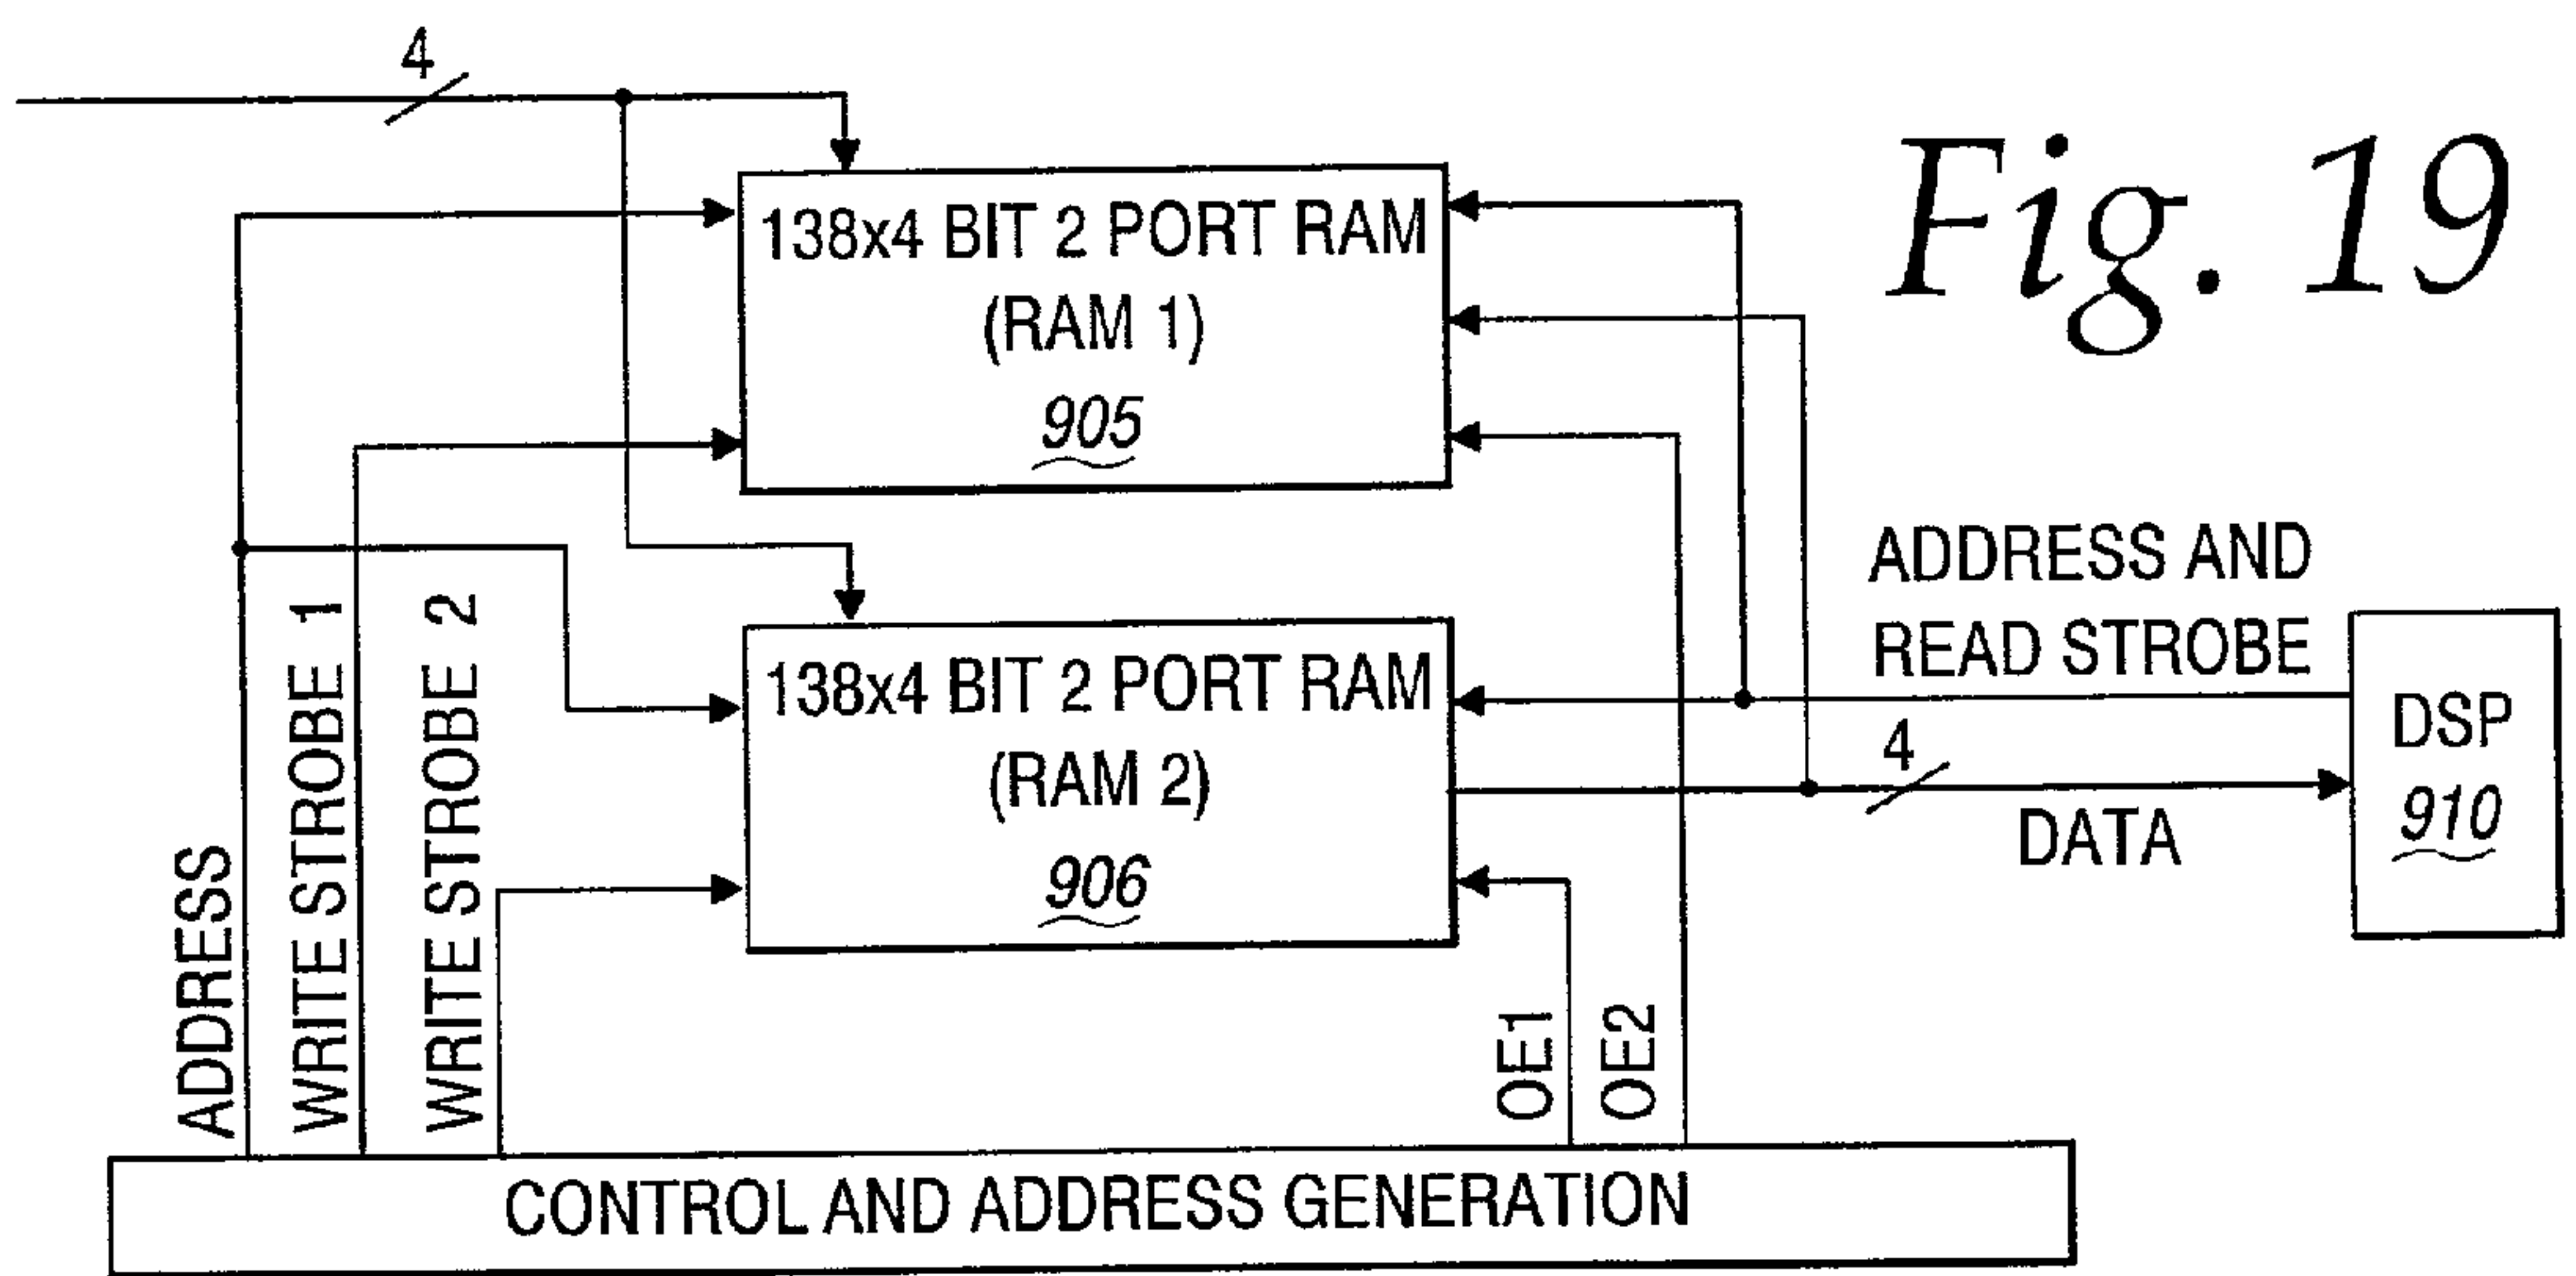 4
Fig. 19
138x4 BIT 2 PORT RAM
(RAM 1)
905
ADDRESS AND
READ STROBE
138x4 BIT 2 PORT RAM
(RAM 2)
906
4
DATA
DSP
910
ADDRESS
WRITE STROBE 1
WRITE STROBE 2
OE1
OE2
CONTROL AND ADDRESS GENERATION